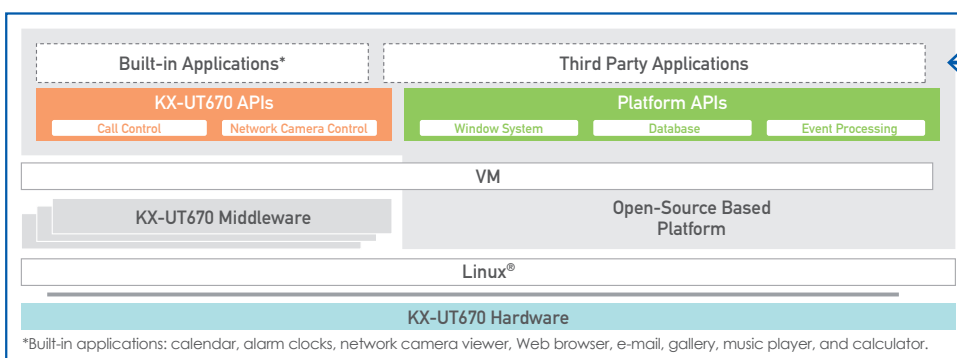 Built-in Applications*
Third Party Applications
KX-UT670 APIs
Platform APIs
Call Control
Network Camera Control
Window System
Database
Event Processing
VM
KX-UT670 Middleware
Open-Source Based
Platform
Linux®
KX-UT670 Hardware
*Built-in applications: calendar, alarm clocks, network camera viewer, Web browser, e-mail, gallery, music player, and calculator.